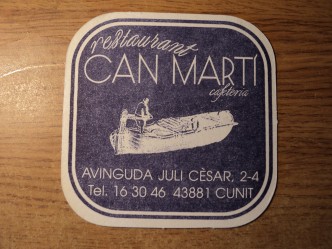 restaurant
CAN MARTÍ
cafeteria
AVINGUDA JULI CÈSAR, 2-4
Tel. 16 30 46 43881 CUNIT